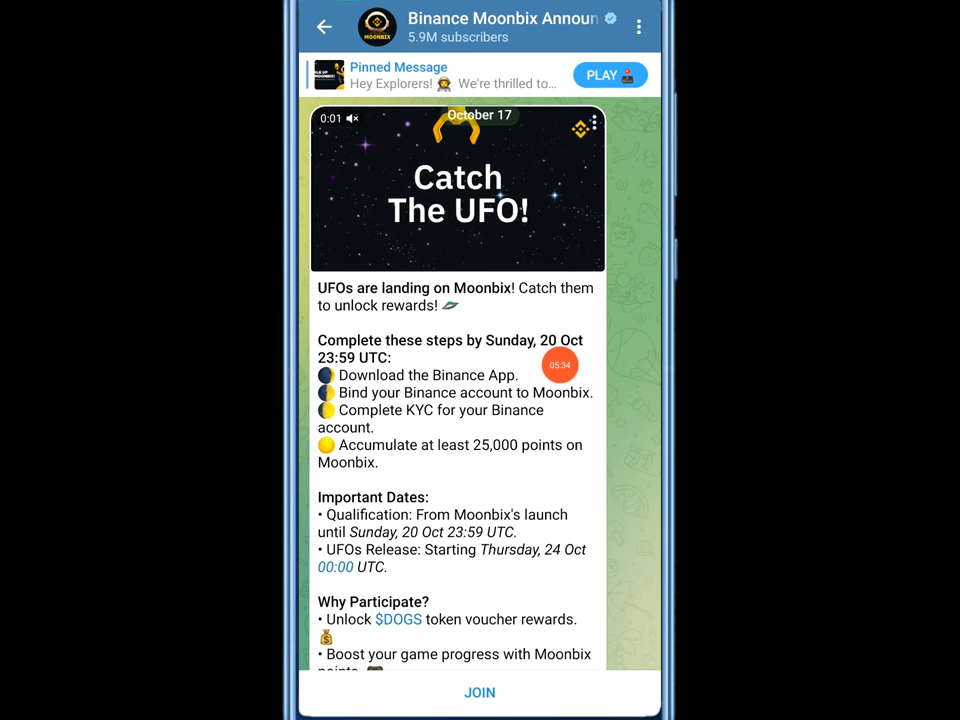 Binance Moonbix Announ
5.9M subscribers
Pinned Message
Hey Explorers! 👩‍🚀 We're thrilled to...
PLAY 🕹️
MOONBIX
0:01
October 17
Catch
The UFO!
UFOs are landing on Moonbix! Catch them
to unlock rewards! 🛸
Complete these steps by Sunday, 20 Oct
23:59 UTC:
🌒 Download the Binance App.
🌓 Bind your Binance account to Moonbix.
🌔 Complete KYC for your Binance
account.
🌕 Accumulate at least 25,000 points on
Moonbix.
05:34
Important Dates:
• Qualification: From Moonbix's launch
until Sunday, 20 Oct 23:59 UTC.
• UFOs Release: Starting Thursday, 24 Oct
00:00 UTC.
Why Participate?
• Unlock $DOGS token voucher rewards.
💰
• Boost your game progress with Moonbix
JOIN